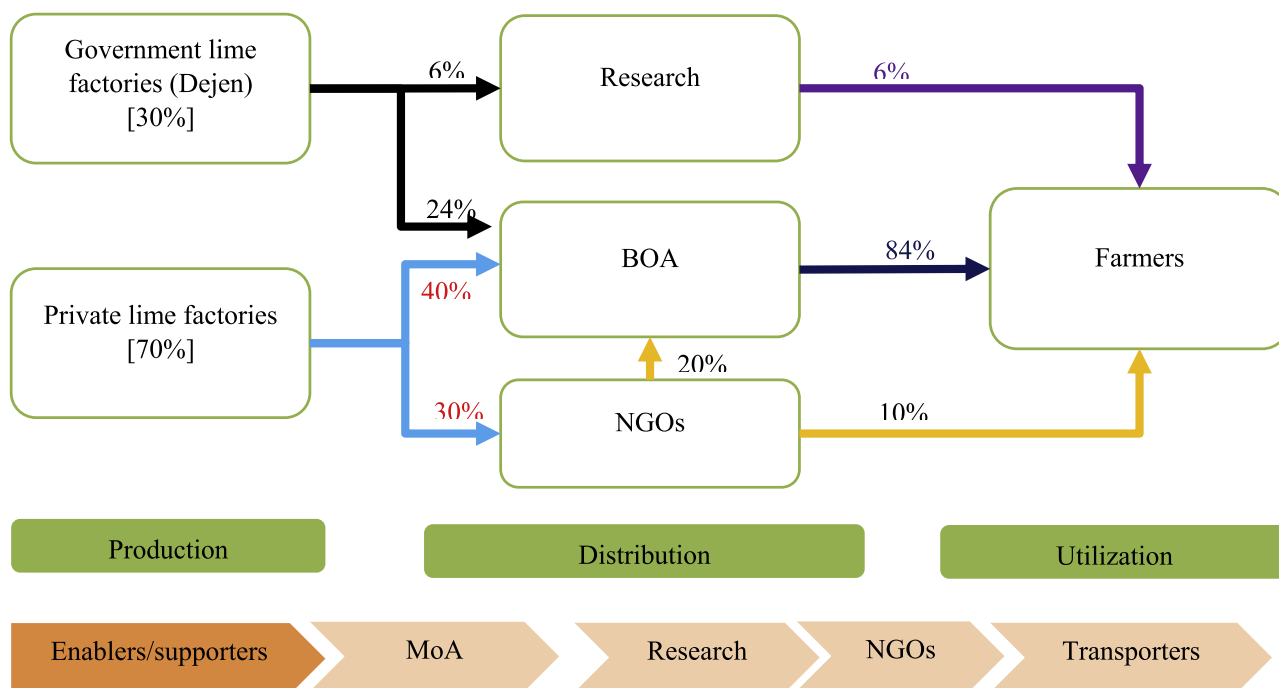 Government lime
factories (Dejen)
[30%]
6%
Research
6%
24%
BOA
84%
Farmers
Private lime factories
[70%]
40%
20%
30%
NGOs
10%
Production
Distribution
Utilization
Enablers/supporters
MoA
Research
NGOs
Transporters